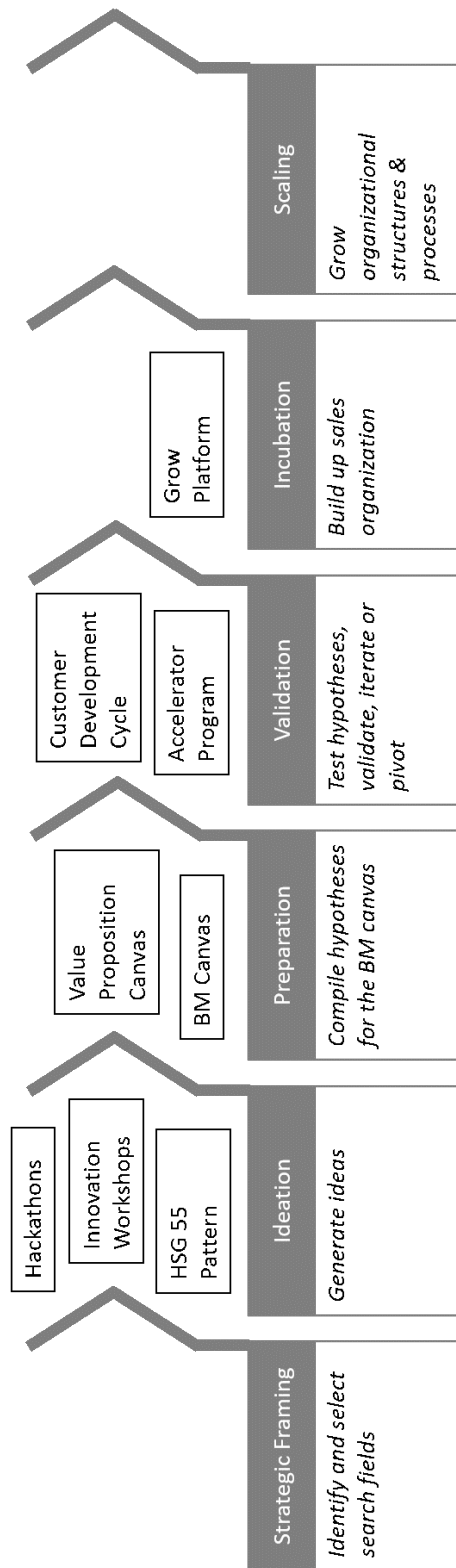 Hackathons
Innovation
Workshops
HSG 55
Pattern
Value
Proposition
Canvas
BM Canvas
Customer
Development
Cycle
Accelerator
Program
Grow
Platform
Strategic Framing
Ideation
Preparation
Validation
Incubation
Scaling
Identify and select
search fields
Generate ideas
Compile hypotheses
for the BM canvas
Test hypotheses,
validate, iterate or
pivot
Build up sales
organization
Grow
organizational
structures &
processes